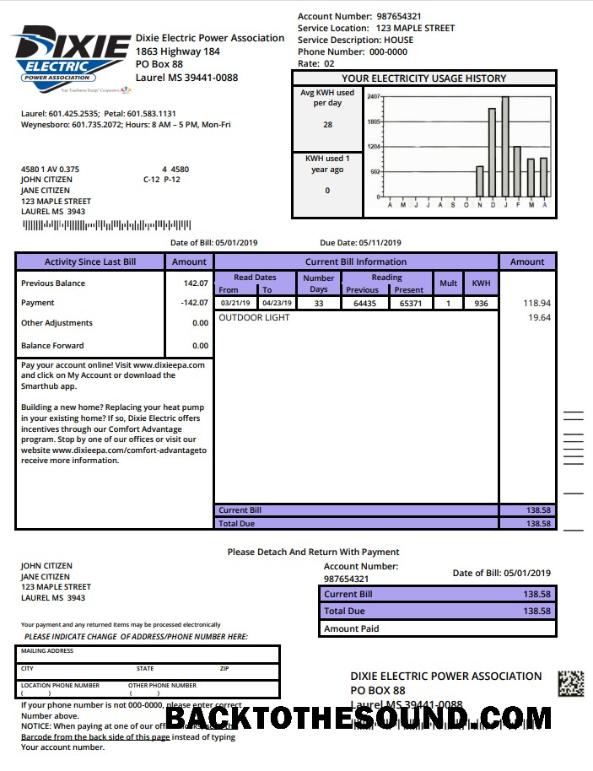 DIXIE
ELECTRIC
POWER ASSOCIATION
Dixie Electric Power Association
1863 Highway 184
PO Box 88
Laurel MS 39441-0088
Account Number: 987654321
Service Location: 123 MAPLE STREET
Service Description: HOUSE
Phone Number: 000-0000
Rate: 02
YOUR ELECTRICITY USAGE HISTORY
Avg KWH used
per day
28
KWH used 1
year ago
0
2407
1805
1204
602
0
A M J J A S O N D J F M A
Laurel: 601.425.2535; Petal: 601.583.1131
Weynesboro: 601.735.2072; Hours: 8 AM – 5 PM, Mon-Fri
4580 1 AV 0.375 4 4580
JOHN CITIZEN C-12 P-12
JANE CITIZEN
123 MAPLE STREET
LAUREL MS 3943
Date of Bill: 05/01/2019 Due Date: 05/11/2019
Activity Since Last Bill Amount
Previous Balance 142.07
Payment -142.07
Other Adjustments 0.00
Balance Forward 0.00
Current Bill Information Amount
Read Dates Number Reading
From To Days Previous Present Mult KWH
03/21/19 04/23/19 33 64435 65371 1 936 118.94
OUTDOOR LIGHT 19.64
Pay your account online! Visit www.dixieepa.com
and click on My Account or download the
Smarthub app.
Building a new home? Replacing your heat pump
in your existing home? If so, Dixie Electric offers
incentives through our Comfort Advantage
program. Stop by one of our offices or visit our
website www.dixieepa.com/comfort-advantageto
receive more information.
Current Bill 138.58
Total Due 138.58
Please Detach And Return With Payment
JOHN CITIZEN
JANE CITIZEN
123 MAPLE STREET
LAUREL MS 3943
Account Number:
987654321
Date of Bill: 05/01/2019
Current Bill 138.58
Total Due 138.58
Amount Paid
Your payment and any returned items may be processed electronically
PLEASE INDICATE CHANGE OF ADDRESS/PHONE NUMBER HERE:
MAILING ADDRESS
CITY STATE ZIP
LOCATION PHONE NUMBER OTHER PHONE NUMBER
( ) ( )
If your phone number is not 000-0000, please enter correct
Number above.
NOTICE: When paying at one of our
Barcode from the back side of this page instead of typing
Your account number.
DIXIE ELECTRIC POWER ASSOCIATION
PO BOX 88
Laurel MS 39441-0088
BACKTOTHESOUND.COM